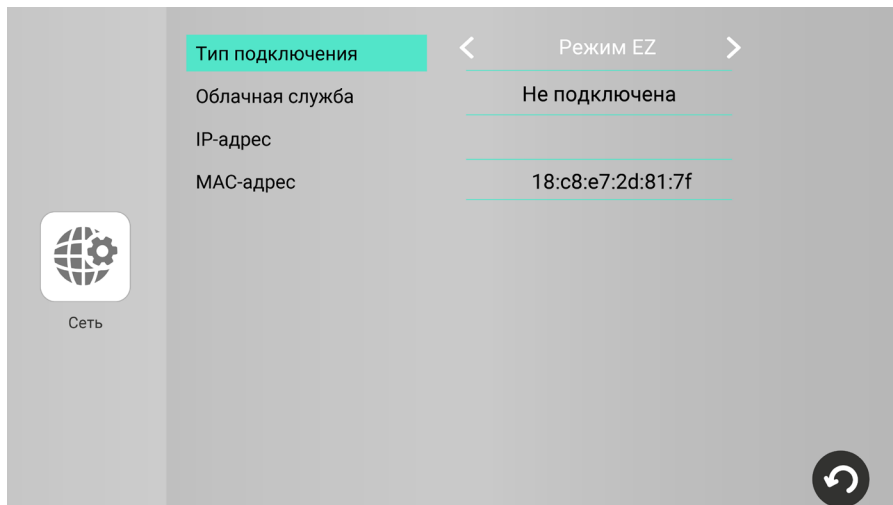 Тип подключения
Режим EZ
Облачная служба
Не подключена
IP-адрес
MAC-адрес
18:c8:e7:2d:81:7f
Сеть